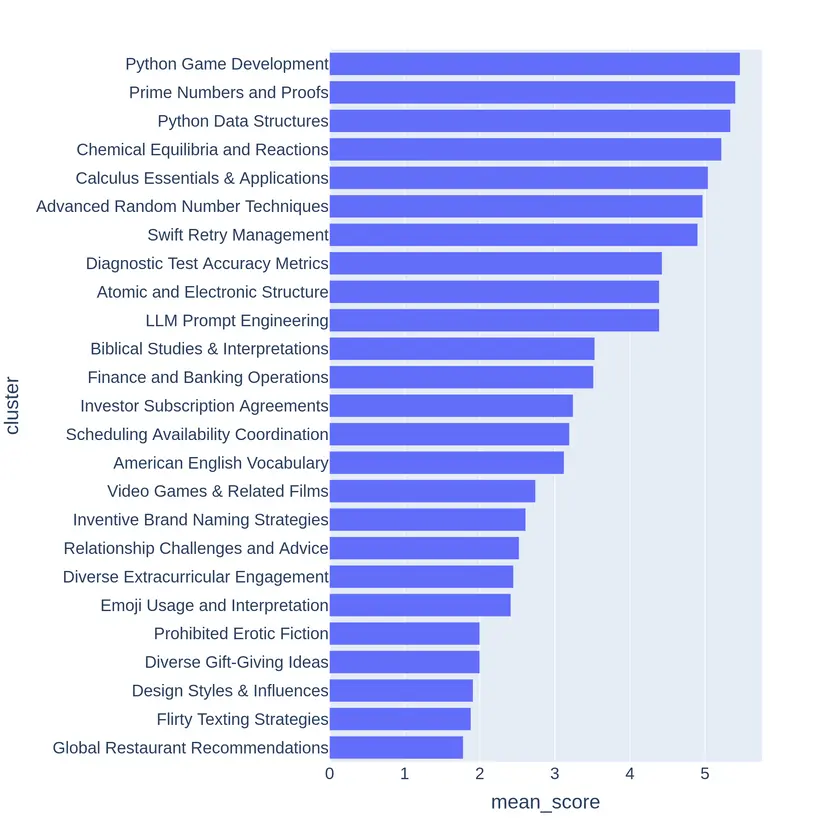 Python Game Development
Prime Numbers and Proofs
Python Data Structures
Chemical Equilibria and Reactions
Calculus Essentials & Applications
Advanced Random Number Techniques
Swift Retry Management
Diagnostic Test Accuracy Metrics
Atomic and Electronic Structure
LLM Prompt Engineering
Biblical Studies & Interpretations
Finance and Banking Operations
Investor Subscription Agreements
Scheduling Availability Coordination
American English Vocabulary
Video Games & Related Films
Inventive Brand Naming Strategies
Relationship Challenges and Advice
Diverse Extracurricular Engagement
Emoji Usage and Interpretation
Prohibited Erotic Fiction
Diverse Gift-Giving Ideas
Design Styles & Influences
Flirty Texting Strategies
Global Restaurant Recommendations
cluster
0 1 2 3 4 5
mean_score